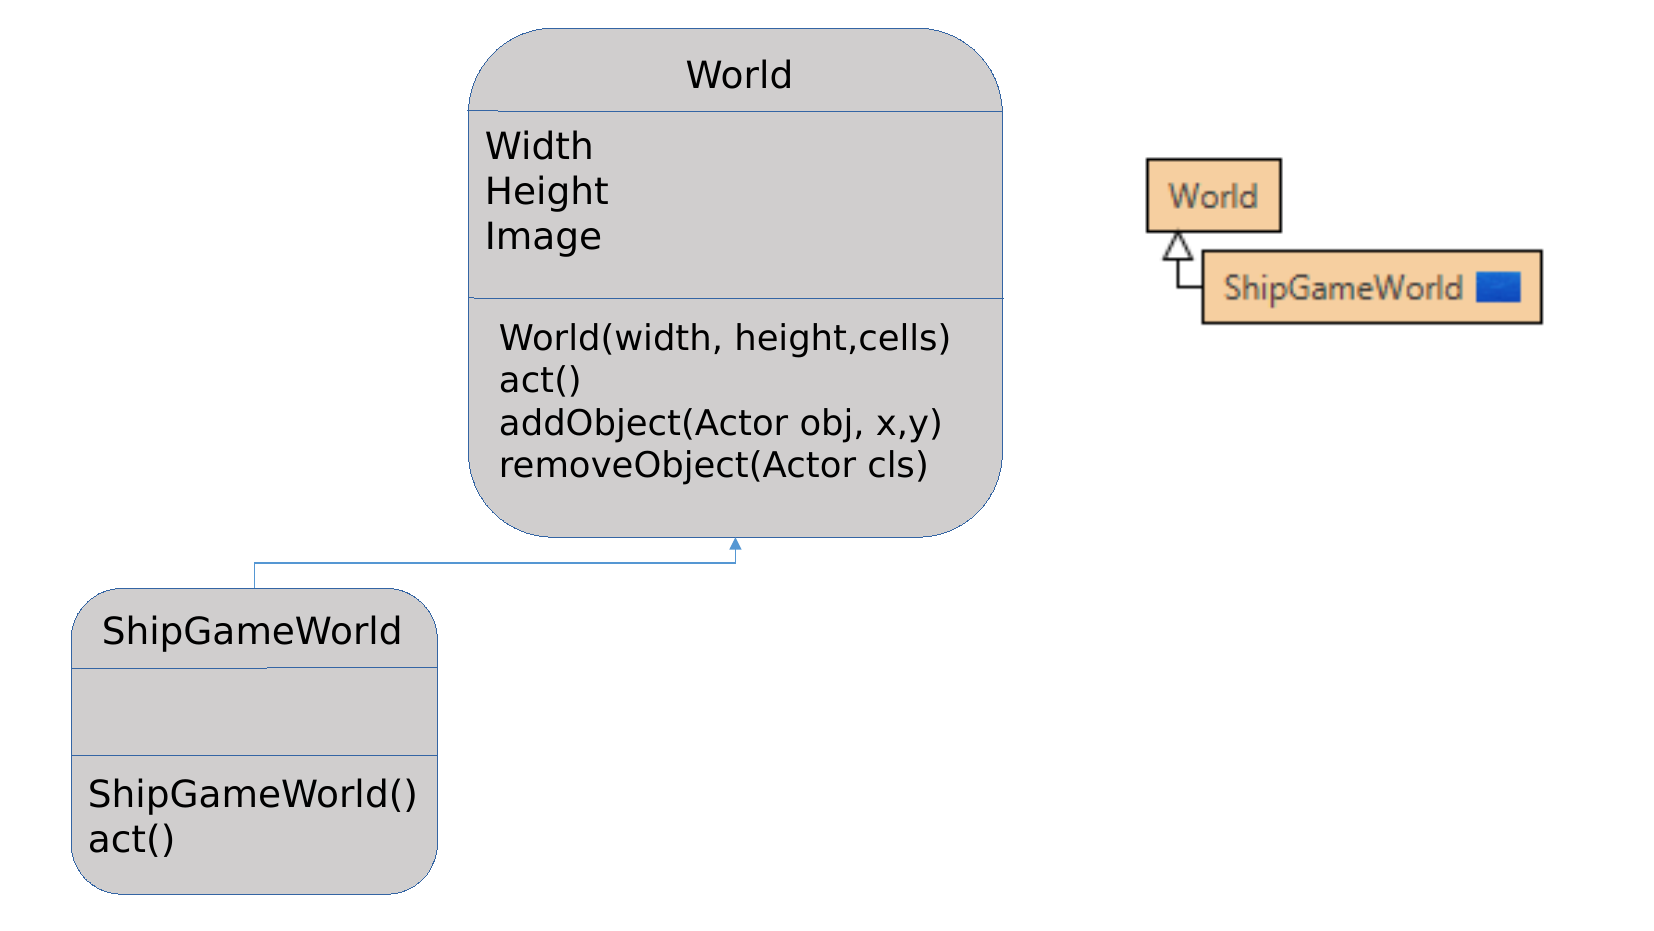 World
Width
Height
Image
World(width, height,cells)
act()
addObject(Actor obj, x,y)
removeObject(Actor cls)
World
ShipGameWorld
ShipGameWorld
ShipGameWorld()
act()